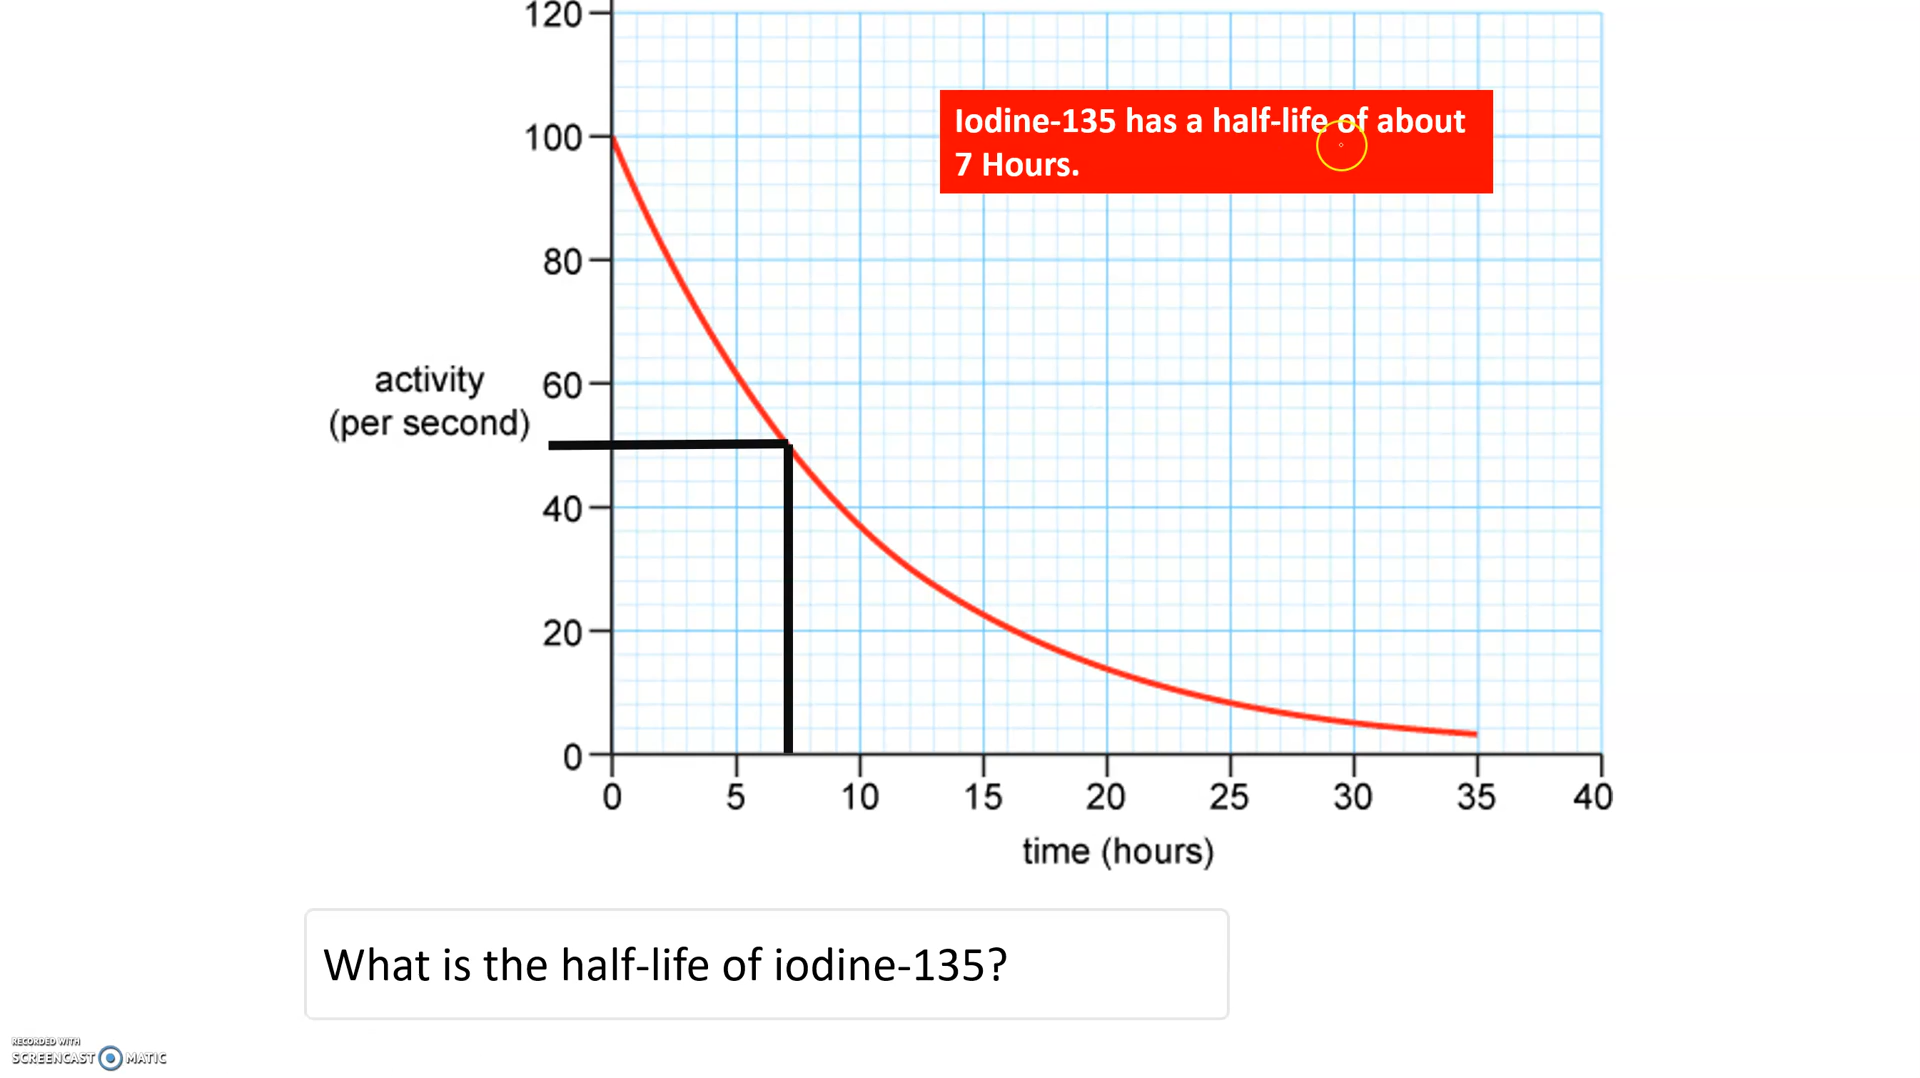 120
Iodine-135 has a half-life of about
7 Hours.
100
80
activity
(per second)
60
40
20
0
0 5 10 15 20 25 30 35 40
time (hours)
What is the half-life of iodine-135?
RECORDED WITH
SCREENCAST MATIC